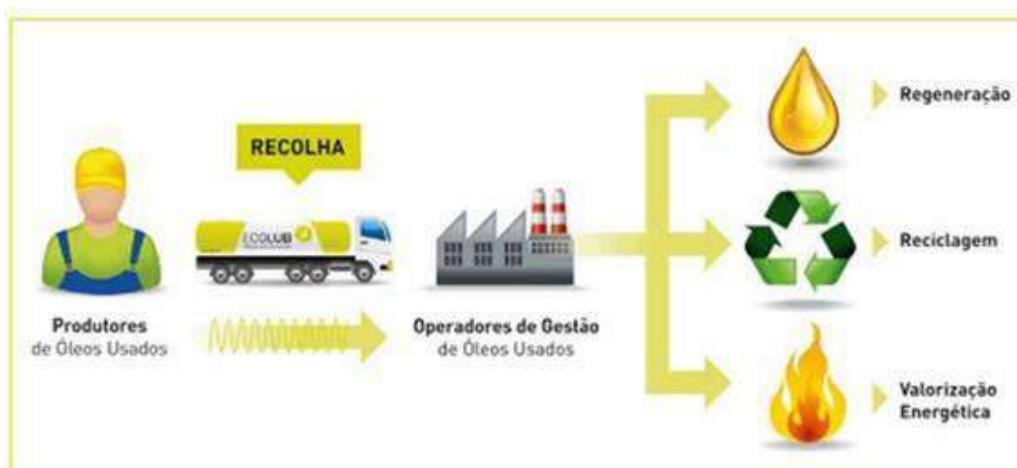 RECOLHA
ECOLUB
Produtores
de Óleos Usados
Operadores de Gestão
de Óleos Usados
Regeneração
Reciclagem
Valorização
Energética